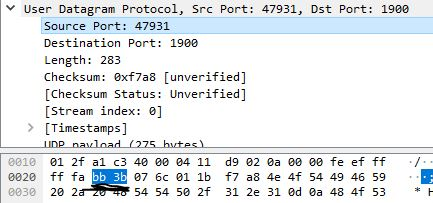 User Datagram Protocol, Src Port: 47931, Dst Port: 1900
Source Port: 47931
Destination Port: 1900
Length: 283
Checksum: 0xf7a8 [unverified]
[Checksum Status: Unverified]
[Stream index: 0]
[Timestamps]
UDP payload (275 bytes)
0010 01 2f a1 c3 40 00 04 11 d9 02 0a 00 00 fe ef ff ·/··
0020 ff fa bb 3b 07 6c 01 1b f7 a8 4e 4f 54 49 46 59 ···;
0030 20 2a 20 48 54 54 50 2f 31 2e 31 0d 0a 48 4f 53 * H